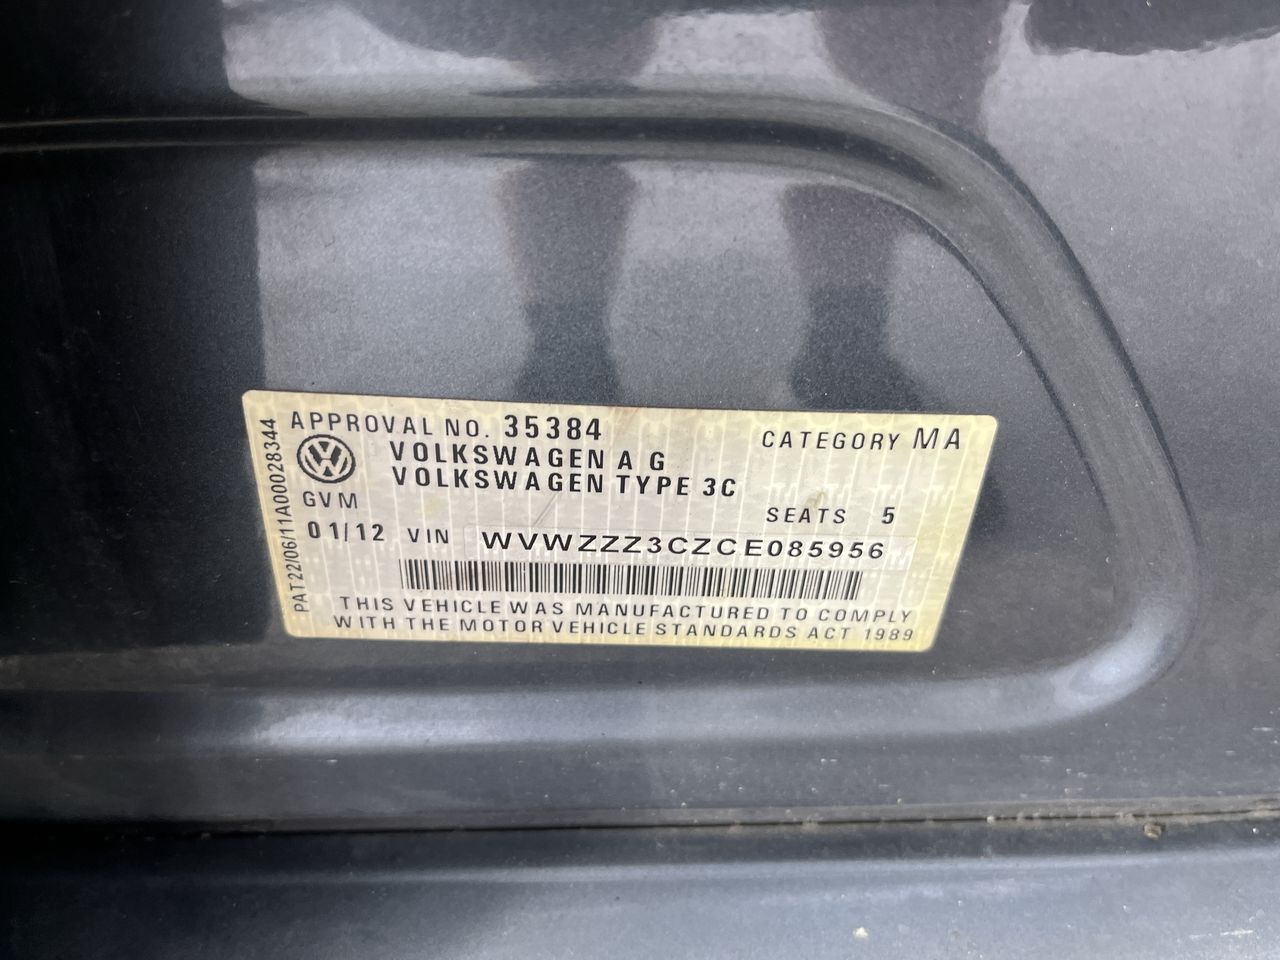 APPROVAL NO. 35384
CATEGORY MA
VOLKSWAGEN A G
VOLKSWAGEN TYPE 3C
GVM
SEATS 5
01/12 VIN WVWZZZ3CZCE085956
THIS VEHICLE WAS MANUFACTURED TO COMPLY
WITH THE MOTOR VEHICLE STANDARDS ACT 1989
PAT22/06/11A00028344